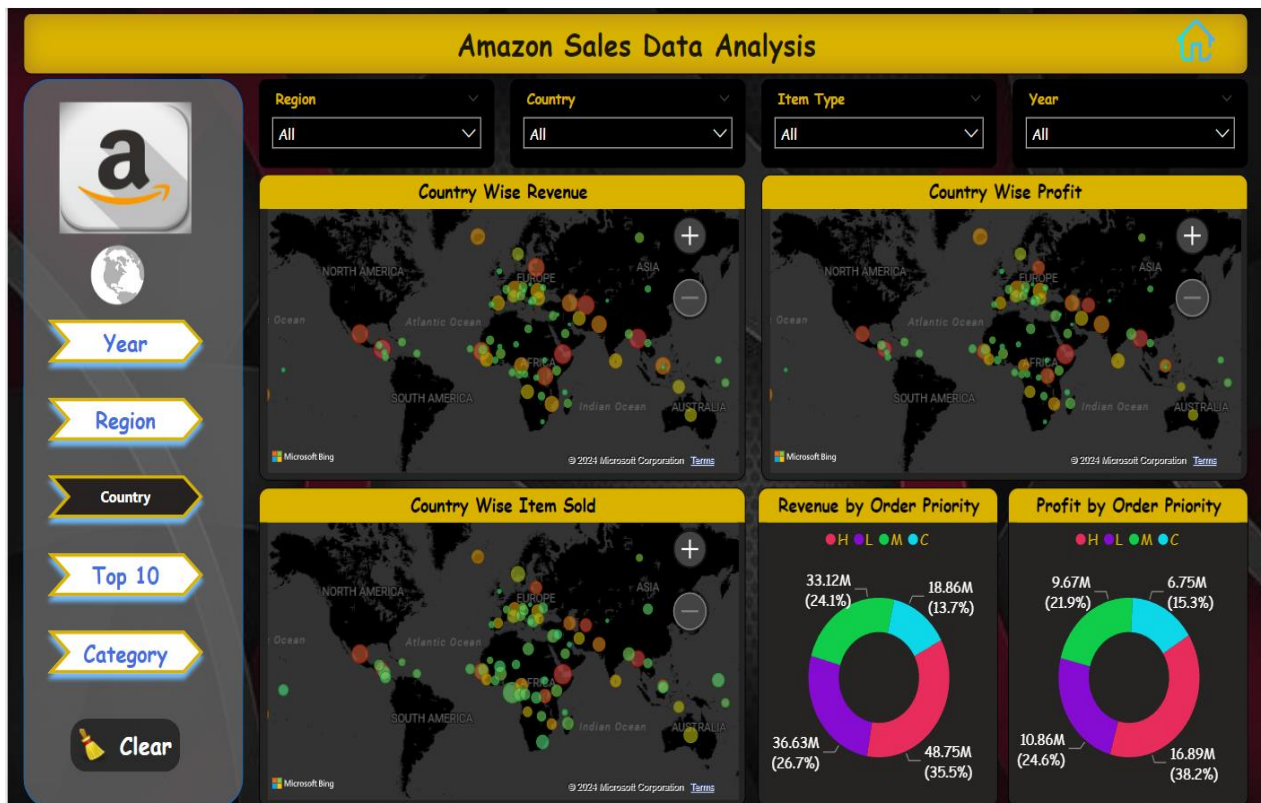 Amazon Sales Data Analysis
a
Year
Region
Country
Top 10
Category
Clear
Region
All
Country
All
Item Type
All
Year
All
Country Wise Revenue
NORTH AMERICA
EUROPE
ASIA
Ocean
Atlantic Ocean
AFRICA
SOUTH AMERICA
Indian Ocean
AUSTRALIA
Microsoft Bing
© 2024 Microsoft Corporation Terms
Country Wise Profit
NORTH AMERICA
EUROPE
ASIA
Ocean
Atlantic Ocean
AFRICA
SOUTH AMERICA
Indian Ocean
AUSTRALIA
Microsoft Bing
© 2024 Microsoft Corporation Terms
Country Wise Item Sold
NORTH AMERICA
EUROPE
ASIA
Ocean
Atlantic Ocean
AFRICA
SOUTH AMERICA
Indian Ocean
AUSTRALIA
Microsoft Bing
© 2024 Microsoft Corporation Terms
Revenue by Order Priority
H L M C
33.12M
(24.1%)
18.86M
(13.7%)
36.63M
(26.7%)
48.75M
(35.5%)
Profit by Order Priority
H L M C
9.67M
(21.9%)
6.75M
(15.3%)
10.86M
(24.6%)
16.89M
(38.2%)